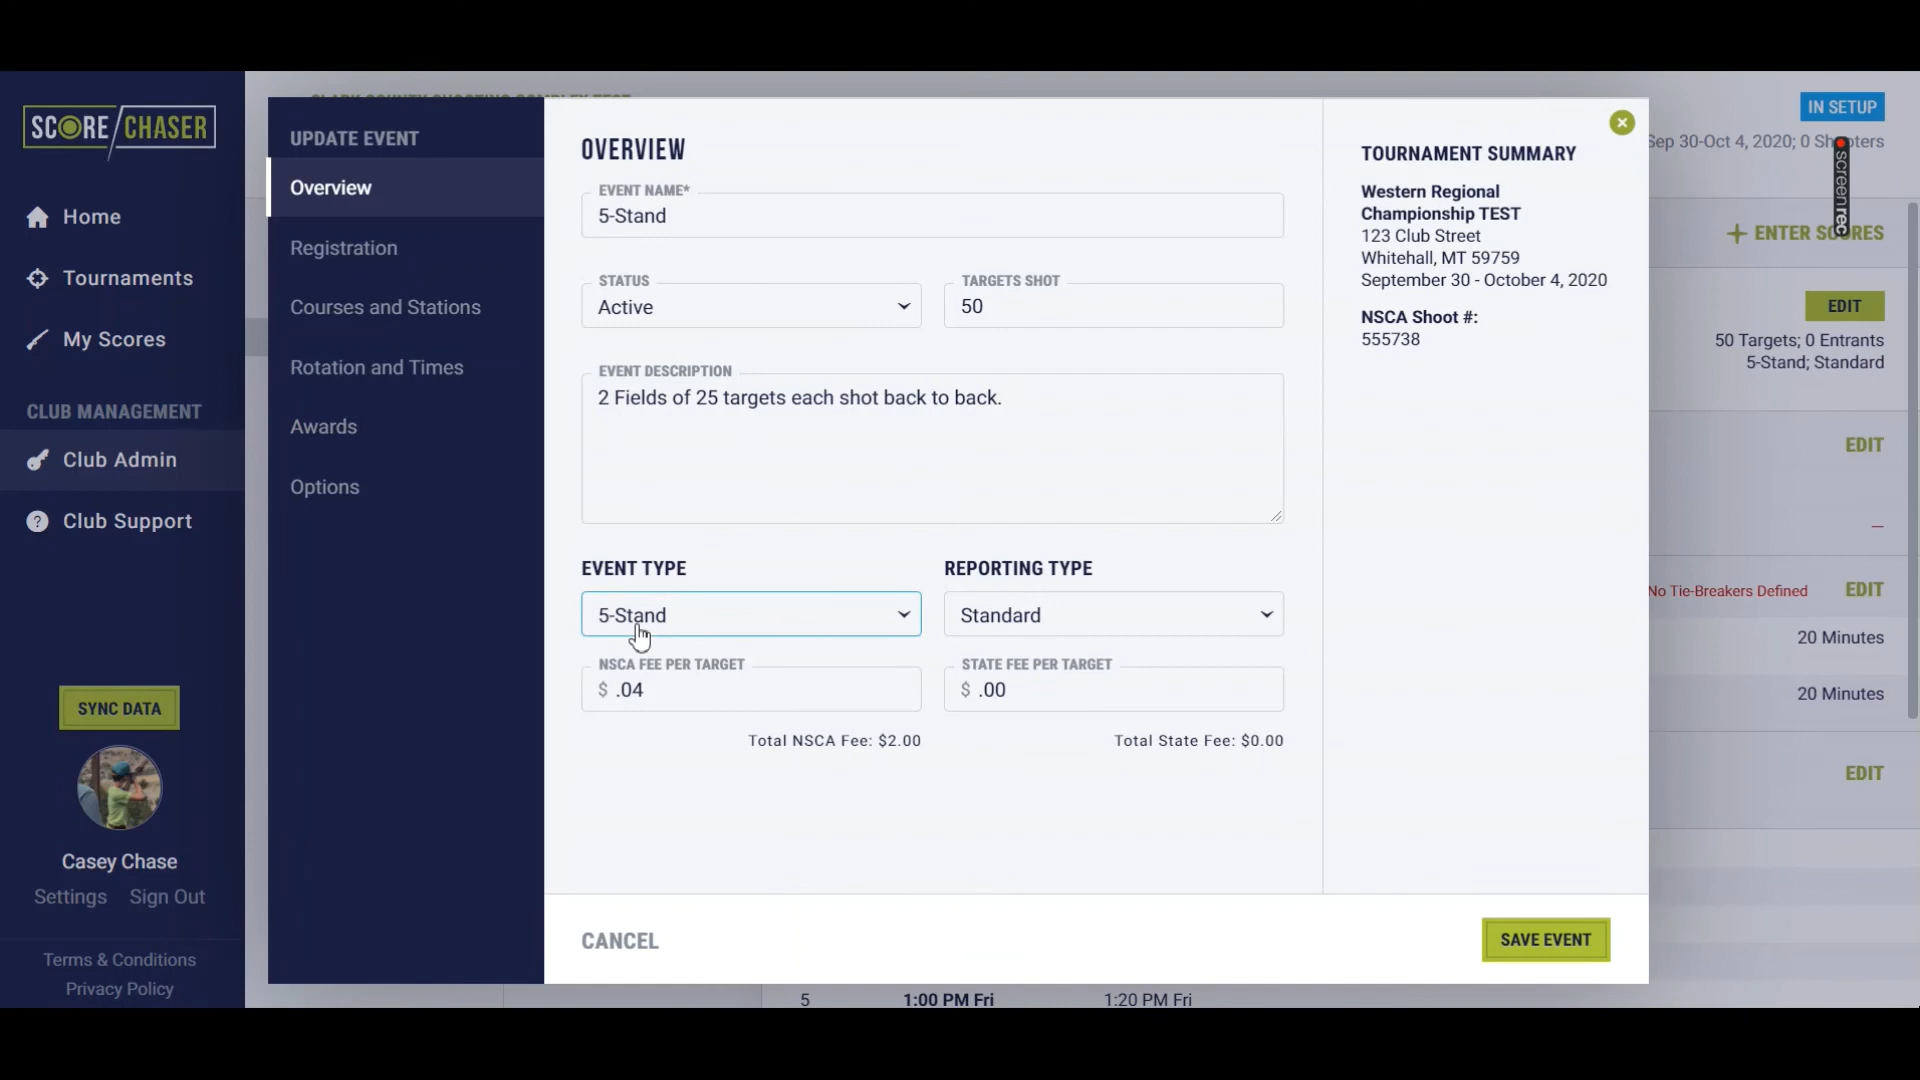 SCORE CHASER
Home
Tournaments
My Scores
CLUB MANAGEMENT
Club Admin
Club Support
SYNC DATA
Casey Chase
Settings Sign Out
Terms & Conditions
Privacy Policy
UPDATE EVENT
Overview
Registration
Courses and Stations
Rotation and Times
Awards
Options
OVERVIEW
EVENT NAME*
5-Stand
STATUS
Active
TARGETS SHOT
50
EVENT DESCRIPTION
2 Fields of 25 targets each shot back to back.
EVENT TYPE
5-Stand
REPORTING TYPE
Standard
NSCA FEE PER TARGET
$ .04
STATE FEE PER TARGET
$ .00
Total NSCA Fee: $2.00
Total State Fee: $0.00
CANCEL
SAVE EVENT
TOURNAMENT SUMMARY
Western Regional
Championship TEST
123 Club Street
Whitehall, MT 59759
September 30 - October 4, 2020
NSCA Shoot #:
555738
IN SETUP
Sep 30-Oct 4, 2020; 0 Shooters
screenrec
+ ENTER SCORES
EDIT
50 Targets; 0 Entrants
5-Stand; Standard
EDIT
—
No Tie-Breakers Defined EDIT
20 Minutes
20 Minutes
EDIT
5 1:00 PM Fri 1:20 PM Fri